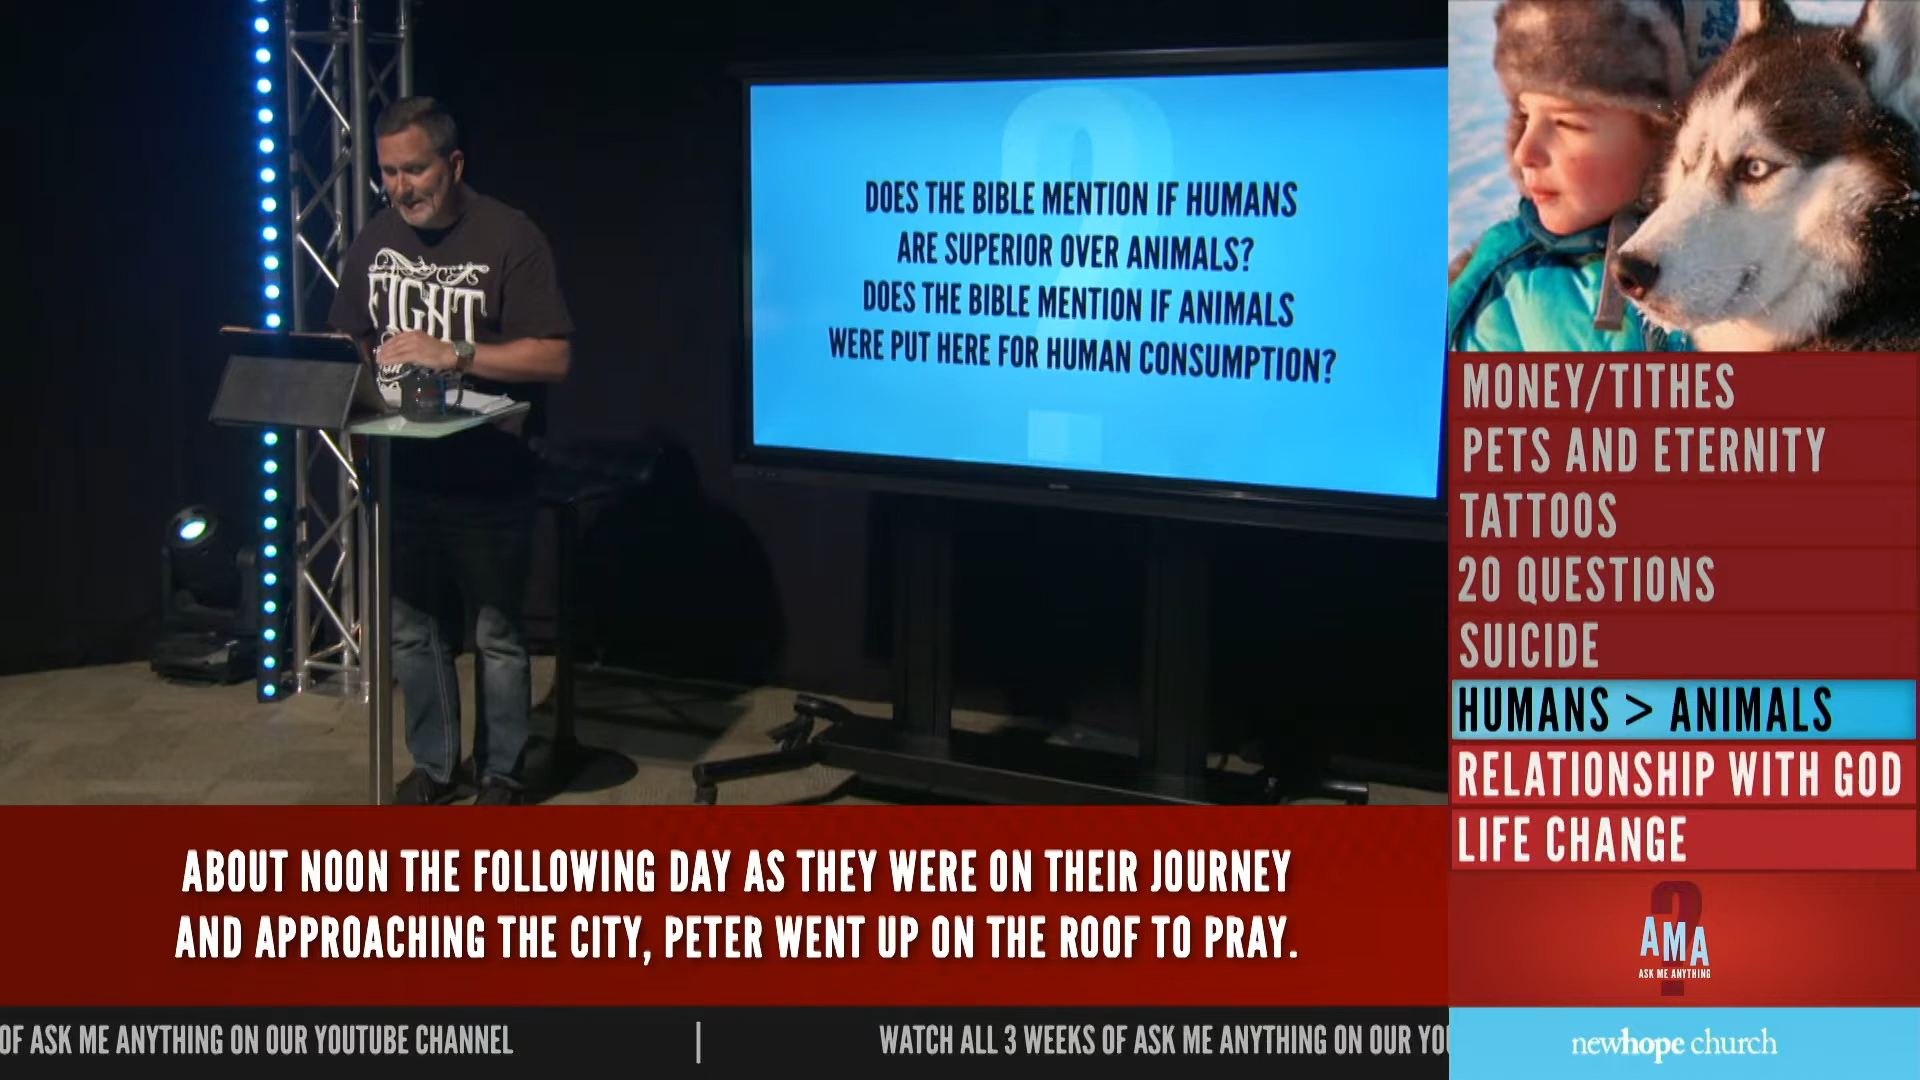 FIGHT
DOES THE BIBLE MENTION IF HUMANS
ARE SUPERIOR OVER ANIMALS?
DOES THE BIBLE MENTION IF ANIMALS
WERE PUT HERE FOR HUMAN CONSUMPTION?
MONEY/TITHES
PETS AND ETERNITY
TATTOOS
20 QUESTIONS
SUICIDE
HUMANS > ANIMALS
RELATIONSHIP WITH GOD
LIFE CHANGE
?
AMA
ASK ME ANYTHING
ABOUT NOON THE FOLLOWING DAY AS THEY WERE ON THEIR JOURNEY
AND APPROACHING THE CITY, PETER WENT UP ON THE ROOF TO PRAY.
OF ASK ME ANYTHING ON OUR YOUTUBE CHANNEL | WATCH ALL 3 WEEKS OF ASK ME ANYTHING ON OUR YOU
newhope church